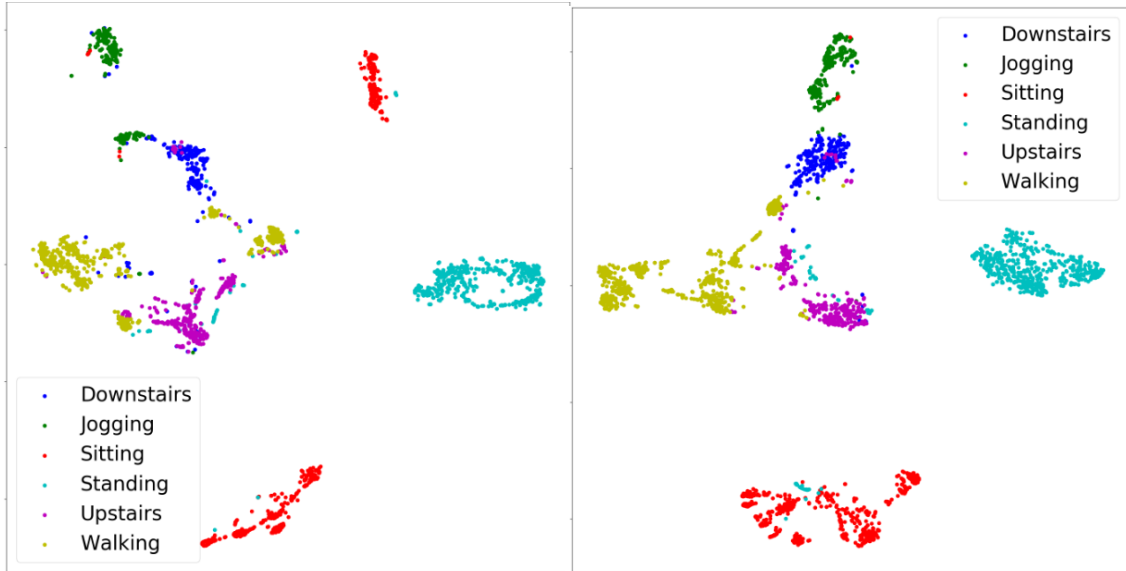 Downstairs
Jogging
Sitting
Standing
Upstairs
Walking
Downstairs
Jogging
Sitting
Standing
Upstairs
Walking